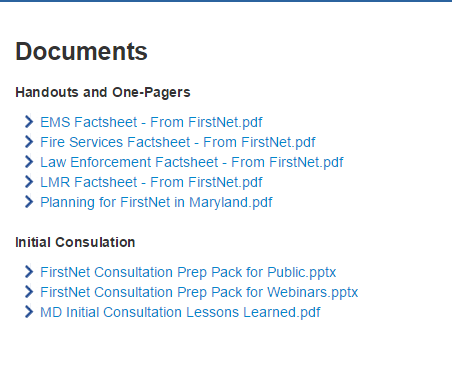 Documents
Handouts and One-Pagers
EMS Factsheet - From FirstNet.pdf
Fire Services Factsheet - From FirstNet.pdf
Law Enforcement Factsheet - From FirstNet.pdf
LMR Factsheet - From FirstNet.pdf
Planning for FirstNet in Maryland.pdf
Initial Consulation
FirstNet Consultation Prep Pack for Public.pptx
FirstNet Consultation Prep Pack for Webinars.pptx
MD Initial Consultation Lessons Learned.pdf